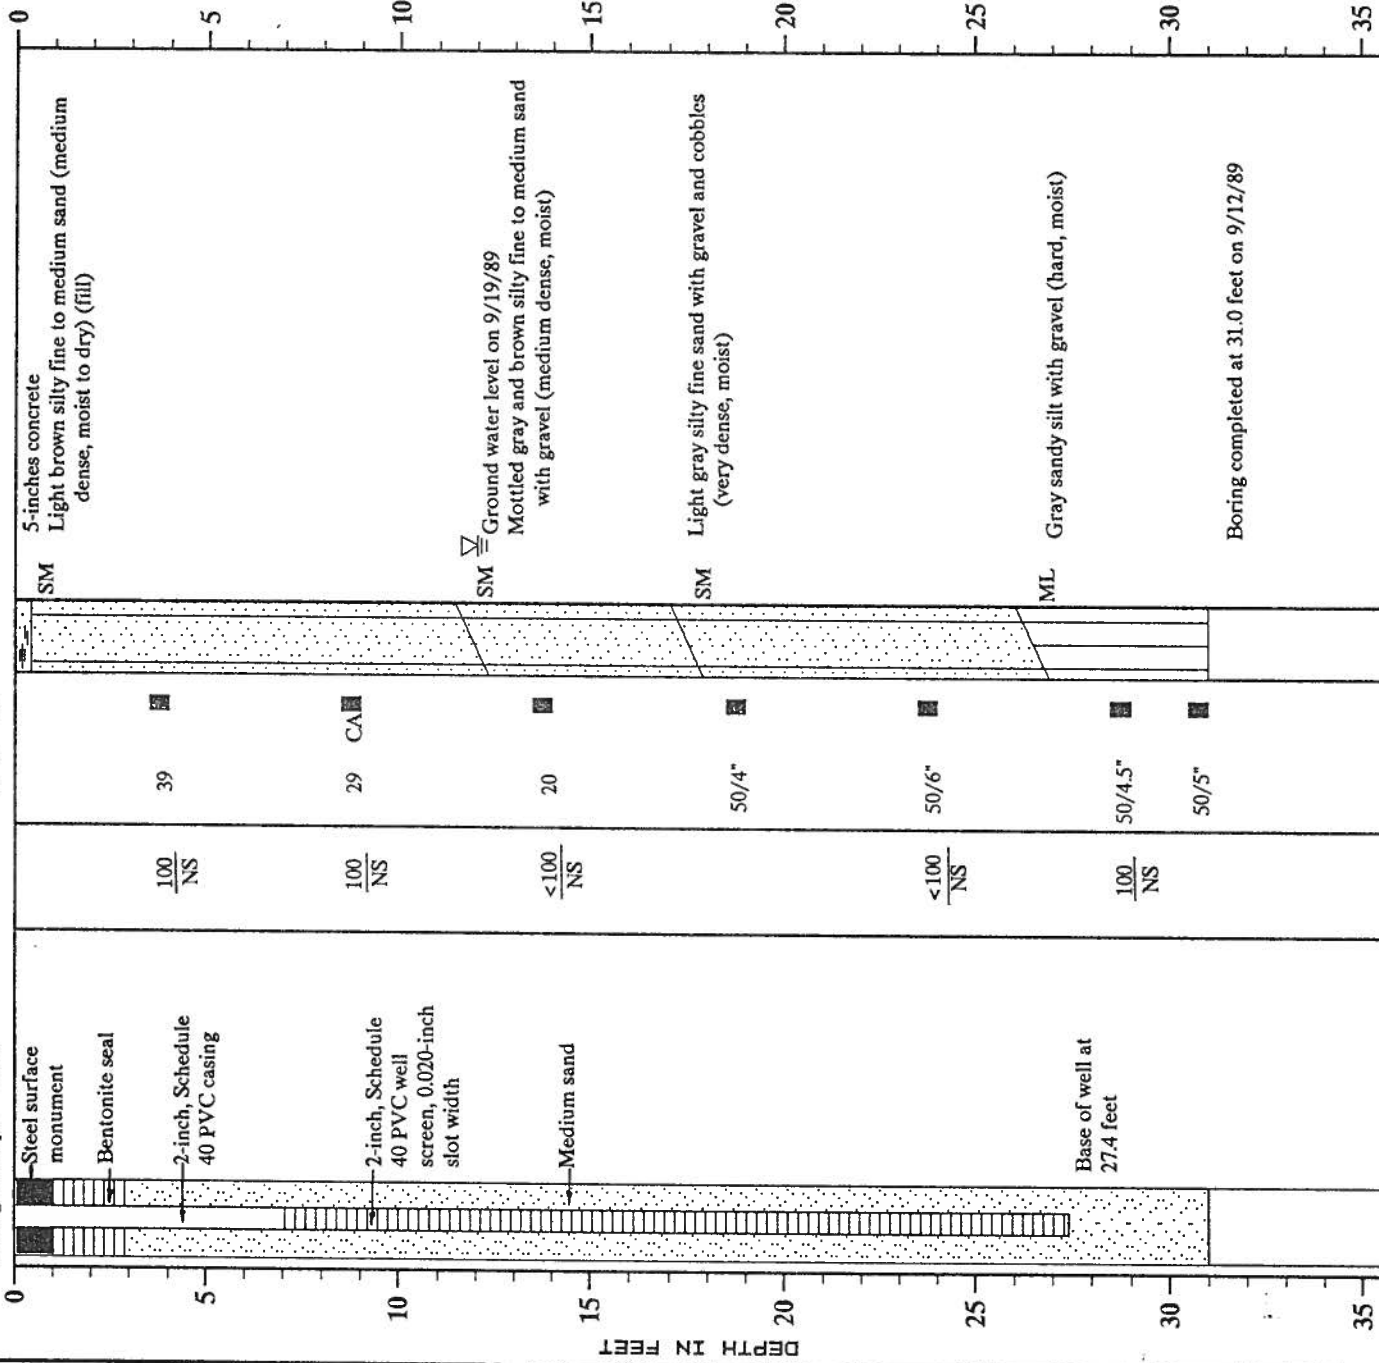 DEPTH IN FEET
0
5
10
15
20
25
30
35
Steel surface
monument
Bentonite seal
2-inch, Schedule
40 PVC casing
2-inch, Schedule
40 PVC well
screen, 0.020-inch
slot width
Medium sand
Base of well at
27.4 feet
100
NS
100
NS
<100
NS
<100
NS
100
NS
39
29
20
50/4"
50/6"
50/4.5"
50/5"
CA
SM
SM
SM
ML
5-inches concrete
Light brown silty fine to medium sand (medium
dense, moist to dry) (fill)
Ground water level on 9/19/89
Mottled gray and brown silty fine to medium sand
with gravel (medium dense, moist)
Light gray silty fine sand with gravel and cobbles
(very dense, moist)
Gray sandy silt with gravel (hard, moist)
Boring completed at 31.0 feet on 9/12/89
0
5
10
15
20
25
30
35